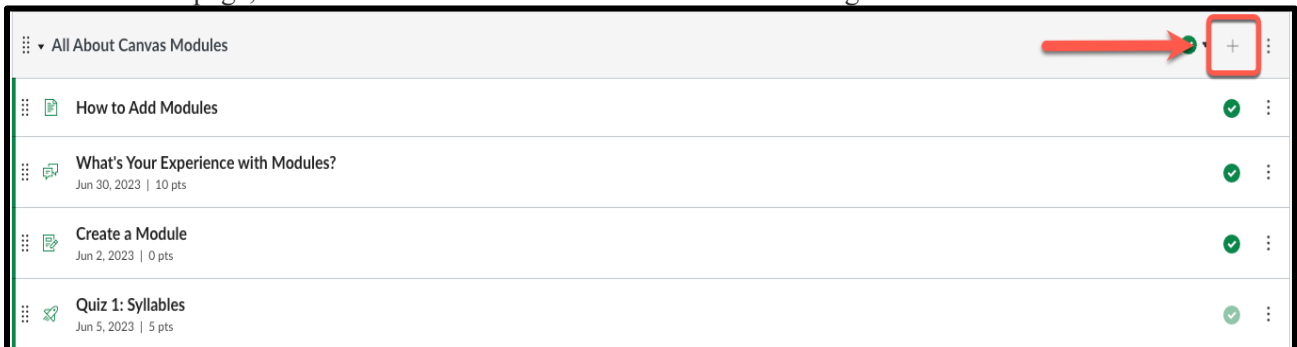 page,
All About Canvas Modules
How to Add Modules
What's Your Experience with Modules?
Jun 30, 2023 | 10 pts
Create a Module
Jun 2, 2023 | 0 pts
Quiz 1: Syllables
Jun 5, 2023 | 5 pts